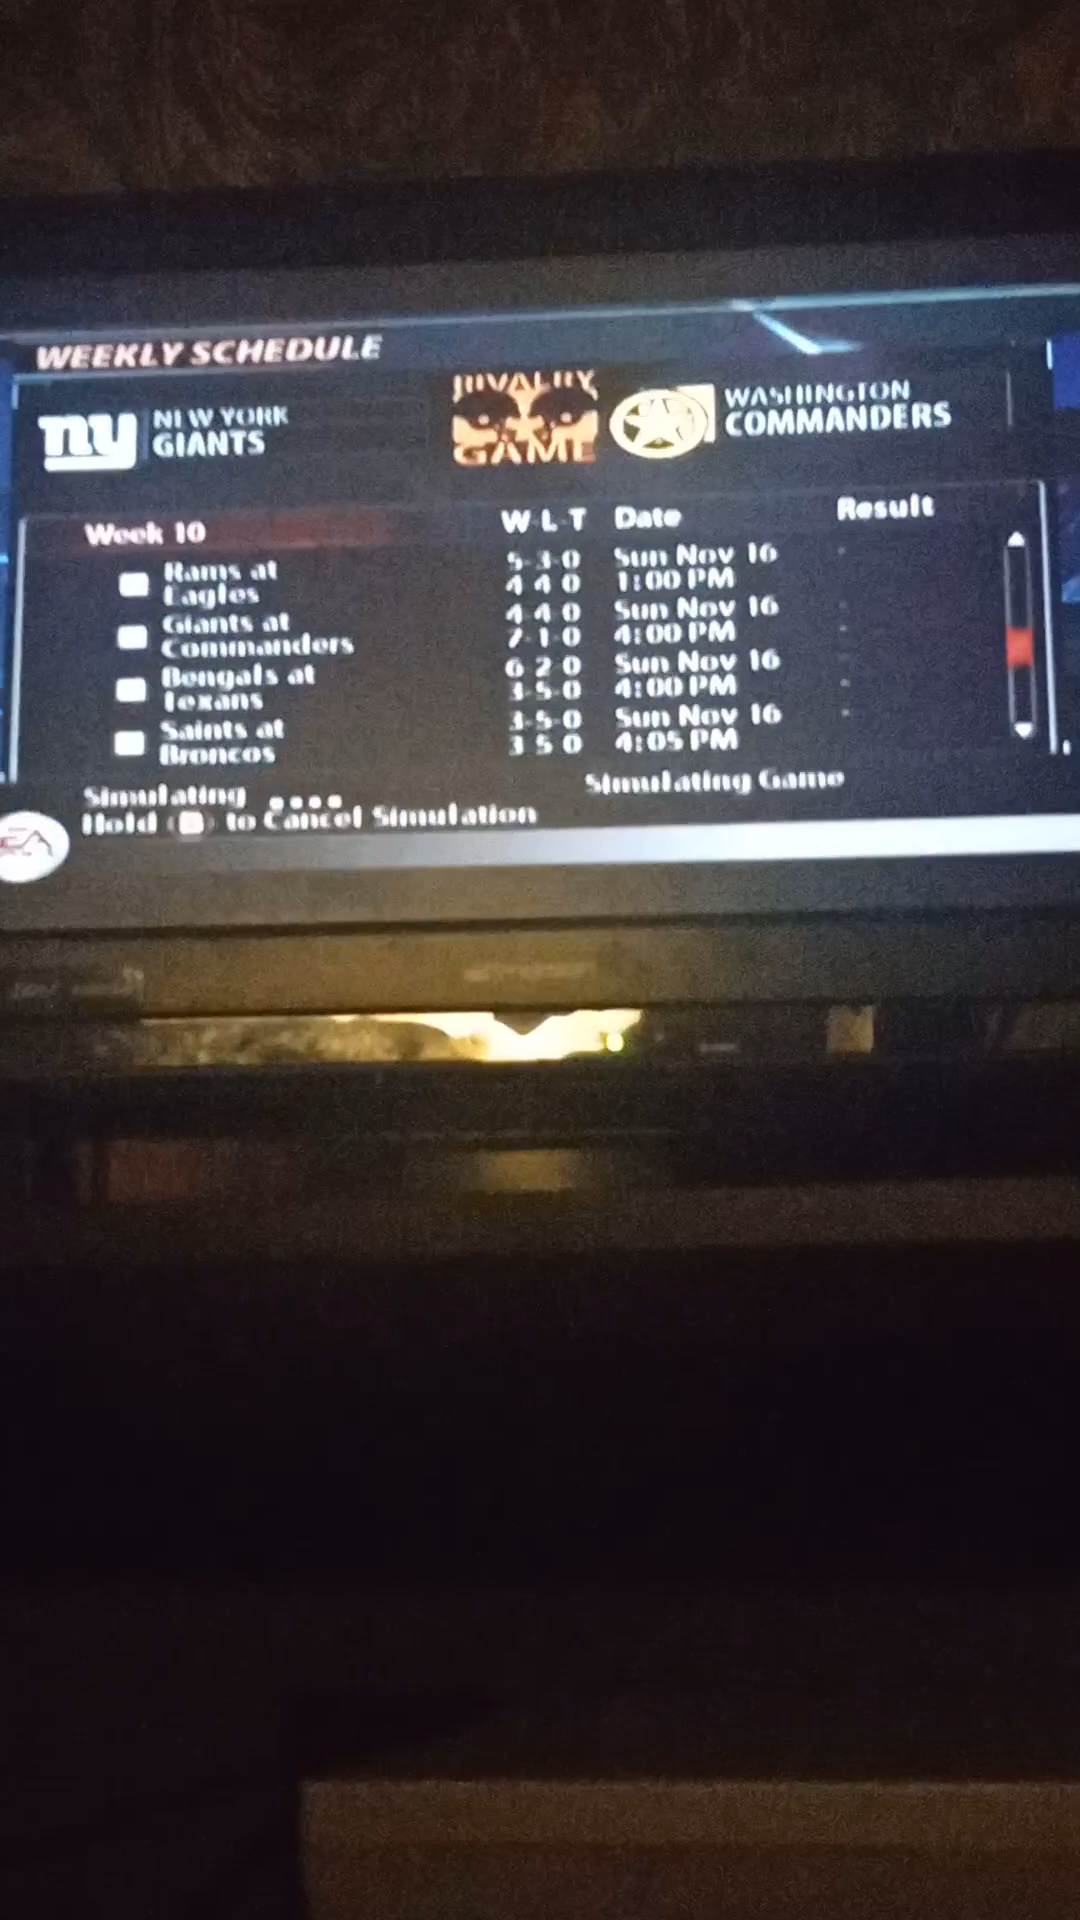 WEEKLY SCHEDULE
ny NEW YORK GIANTS
RIVALRY GAME
WASHINGTON COMMANDERS
Week 10 W-L-T Date Result
Rams at 5-3-0 Sun Nov 16 -
Eagles 4-4-0 1:00 PM
Giants at 4-4-0 Sun Nov 16 -
Commanders 7-1-0 4:00 PM
Bengals at 6-2-0 Sun Nov 16 -
Texans 3-5-0 4:00 PM
Saints at 3-5-0 Sun Nov 16 -
Broncos 3-5-0 4:05 PM
Simulating .... Simulating Game
Hold to Cancel Simulation
EA